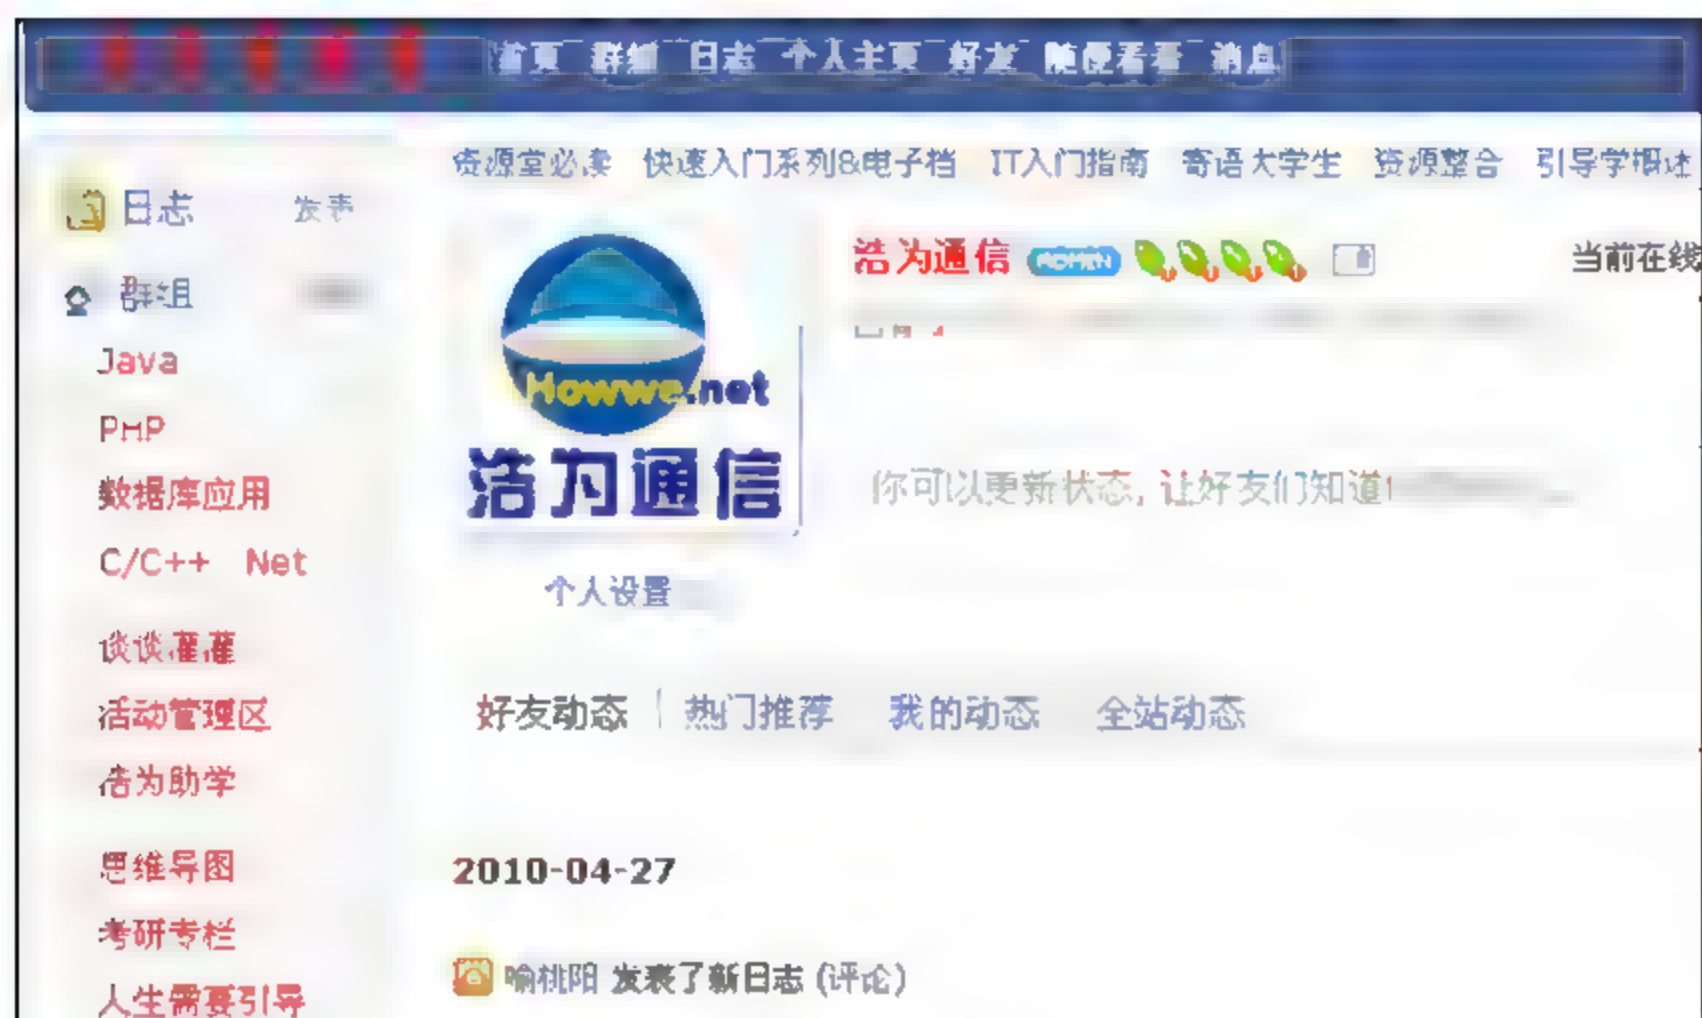 首页 群组 日志 个人主页 好友 随便看看 消息
资源堂必读 快速入门系列&电子档 IT入门指南 寄语大学生 资源整合 引导学概述
日志 发表
群组
Java
PHP
数据库应用
C/C++ Net
谈谈灌灌
活动管理区
浩为助学
思维导图
考研专栏
人生需要引导
Howwe.net
浩为通信
个人设置
浩为通信 ADMIN 当前在线
你可以更新状态, 让好友们知道
好友动态 热门推荐 我的动态 全站动态
2010-04-27
喻桃阳 发表了新日志 (评论)